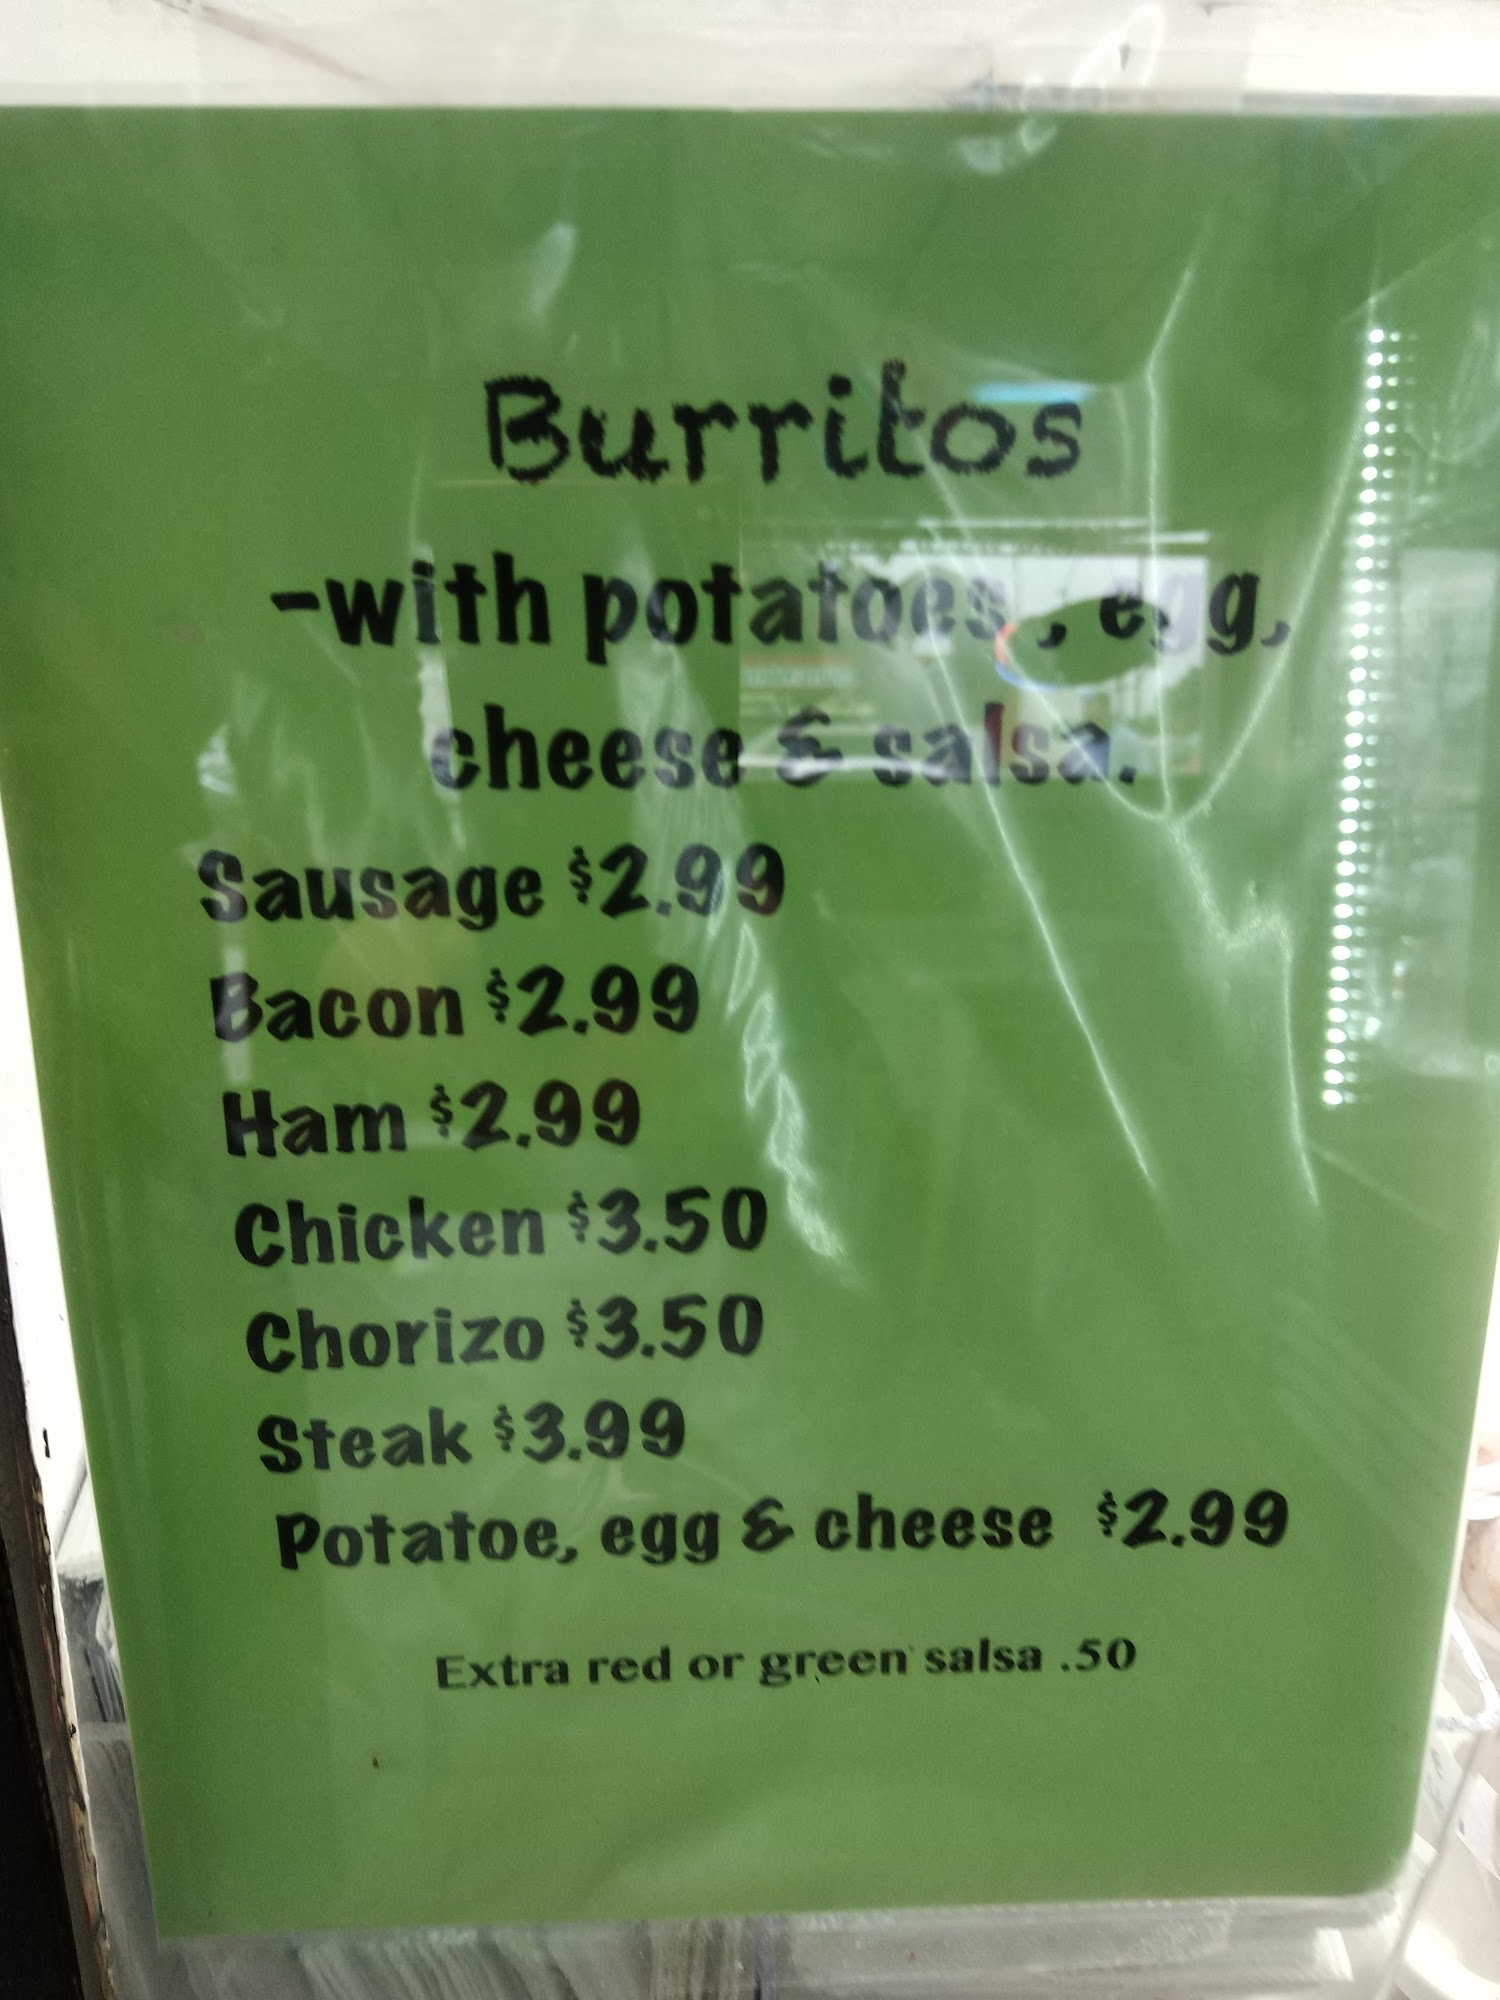 Burritos
-with potatoes , egg,
cheese & salsa.
Sausage $2.99
Bacon $2.99
Ham $2.99
Chicken $3.50
Chorizo $3.50
Steak $3.99
Potatoe, egg & cheese $2.99
Extra red or green salsa .50